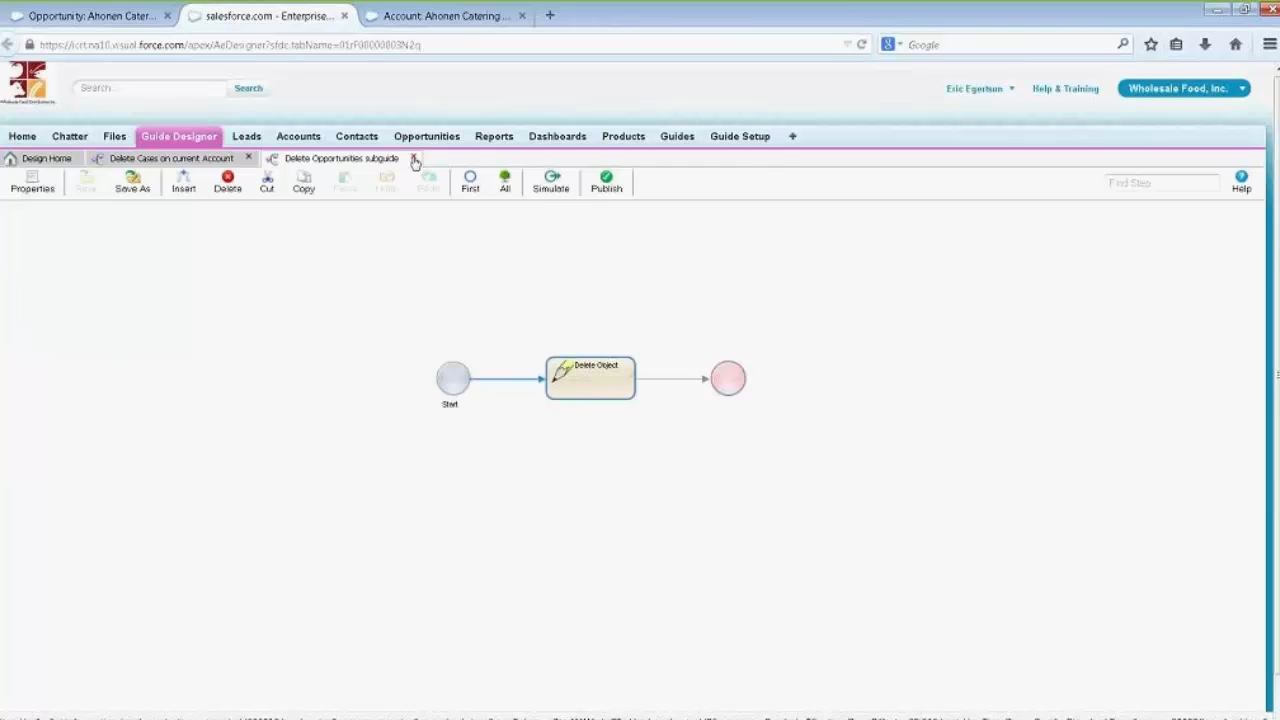 Opportunity: Ahonen Cater... salesforce.com - Enterprise... Account: Ahonen Catering ...
Google
Search... Search Eric Egertson Help & Training Wholesale Food, Inc.
Home Chatter Files Guide Designer Leads Accounts Contacts Opportunities Reports Dashboards Products Guides Guide Setup +
Design Home Delete Cases on current Account Delete Opportunities subguide
Properties Save As Insert Delete Cut Copy First All Simulate Publish Find Step Help
Delete Object
Start